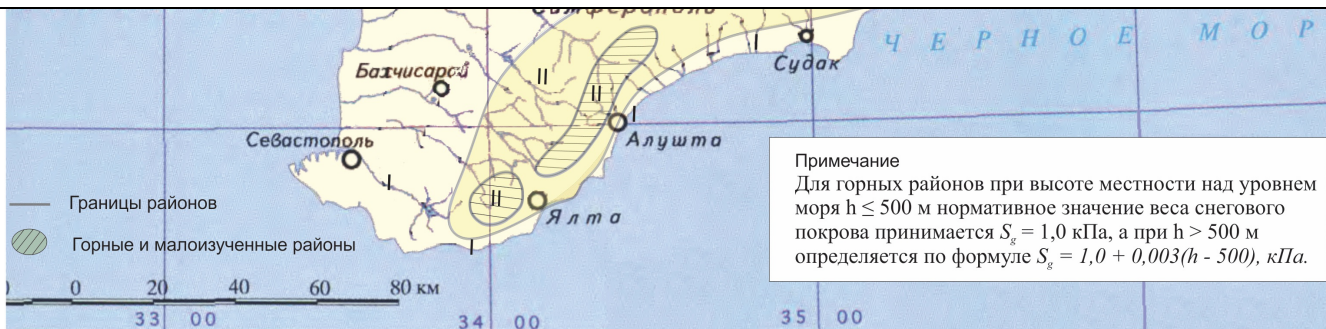 Симферополь
Ч Е Р Н О Е М О Р
II
I
Судак
Бахчисарай
II
I
Алушта
Севастополь
Примечание
Для горных районов при высоте местности над уровнем
моря h ≤ 500 м нормативное значение веса снегового
покрова принимается Sg = 1,0 кПа, а при h > 500 м
определяется по формуле Sg = 1,0 + 0,003(h - 500), кПа.
I
II
Ялта
Границы районов
I
Горные и малоизученные районы
0 20 40 60 80 км
33 00 34 00 35 00